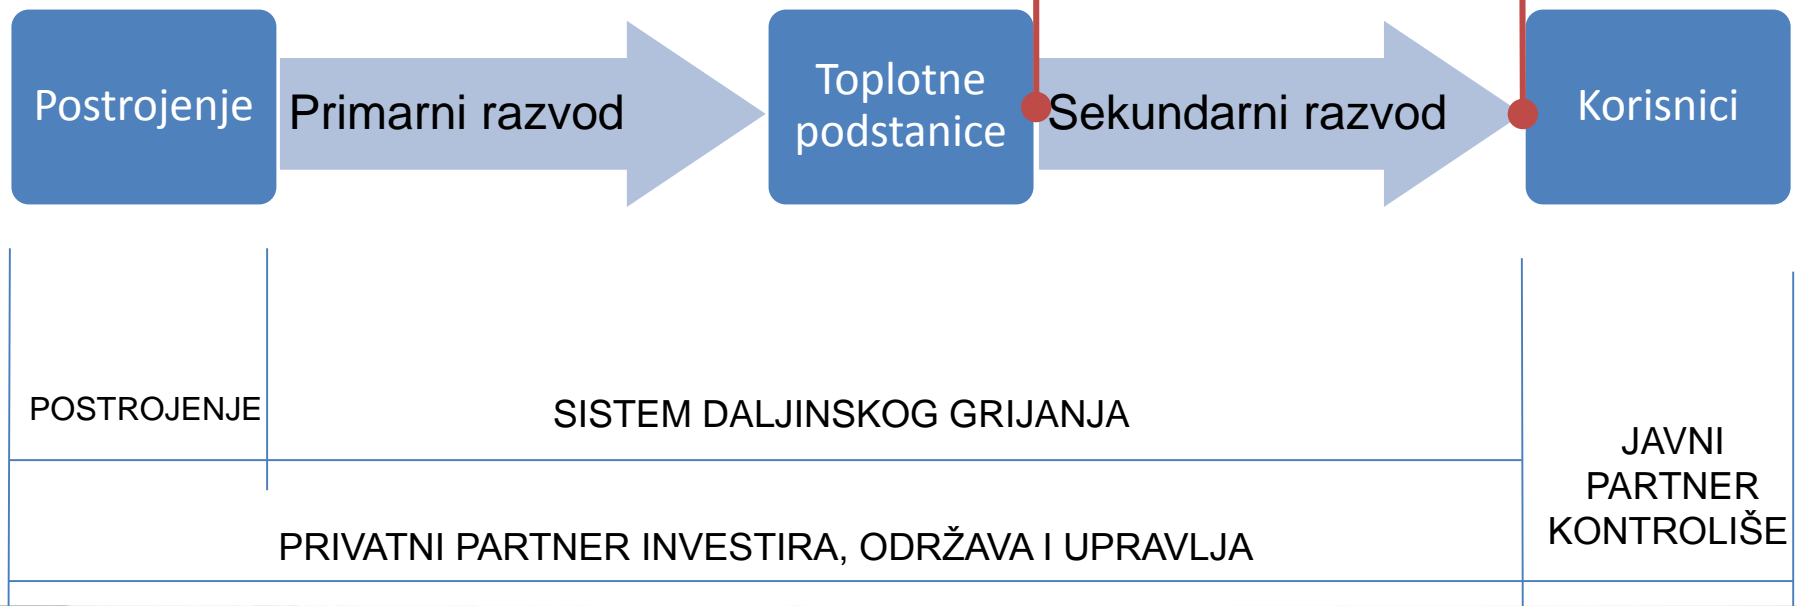 Postrojenje
Primarni razvod
Toplotne
podstanice
Sekundarni razvod
Korisnici
POSTROJENJE
SISTEM DALJINSKOG GRIJANJA
JAVNI
PARTNER
KONTROLIŠE
PRIVATNI PARTNER INVESTIRA, ODRŽAVA I UPRAVLJA